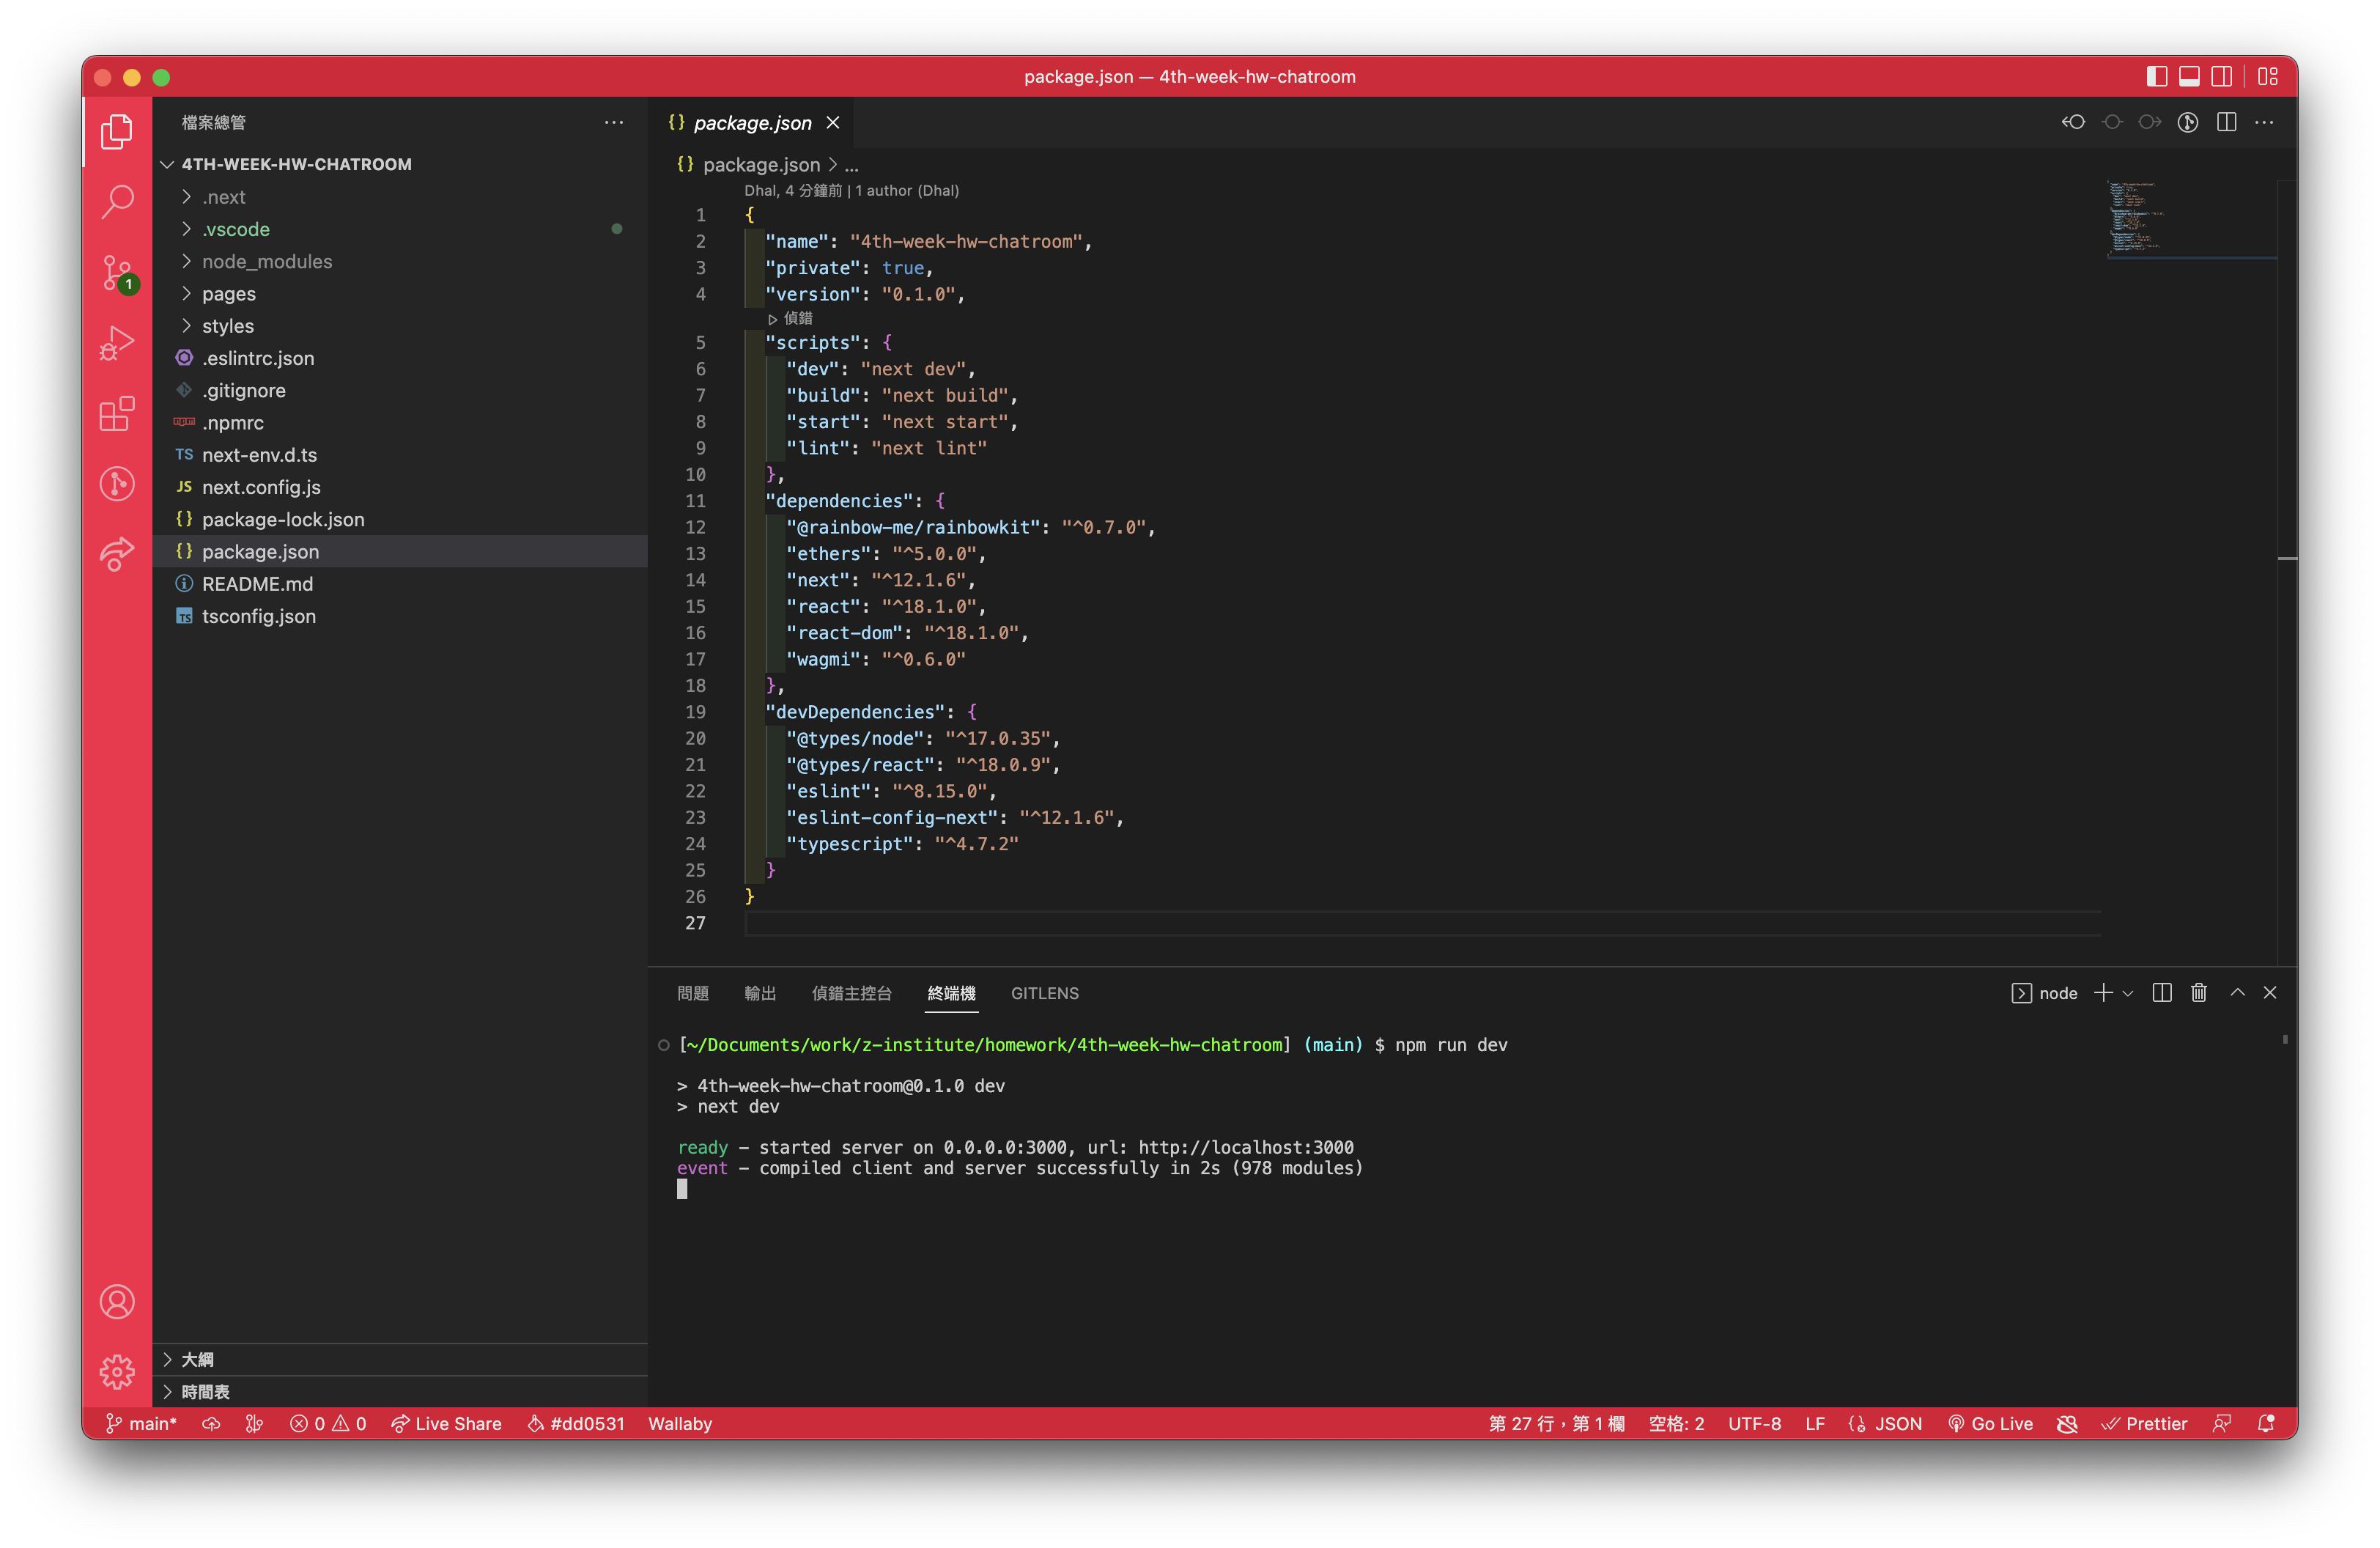 package.json — 4th-week-hw-chatroom
檔案總管
4TH-WEEK-HW-CHATROOM
.next
.vscode
node_modules
pages
styles
.eslintrc.json
.gitignore
.npmrc
TS next-env.d.ts
JS next.config.js
{} package-lock.json
{} package.json
README.md
TS tsconfig.json
大綱
時間表
1
{} package.json
{} package.json > ...
Dhal, 4 分鐘前 | 1 author (Dhal)
1 {
2 "name": "4th-week-hw-chatroom",
3 "private": true,
4 "version": "0.1.0",
偵錯
5 "scripts": {
6 "dev": "next dev",
7 "build": "next build",
8 "start": "next start",
9 "lint": "next lint"
10 },
11 "dependencies": {
12 "@rainbow-me/rainbowkit": "^0.7.0",
13 "ethers": "^5.0.0",
14 "next": "^12.1.6",
15 "react": "^18.1.0",
16 "react-dom": "^18.1.0",
17 "wagmi": "^0.6.0"
18 },
19 "devDependencies": {
20 "@types/node": "^17.0.35",
21 "@types/react": "^18.0.9",
22 "eslint": "^8.15.0",
23 "eslint-config-next": "^12.1.6",
24 "typescript": "^4.7.2"
25 }
26 }
27
問題 輸出 偵錯主控台 終端機 GITLENS node
[~/Documents/work/z-institute/homework/4th-week-hw-chatroom] (main) $ npm run dev
> 4th-week-hw-chatroom@0.1.0 dev
> next dev
ready - started server on 0.0.0.0:3000, url: http://localhost:3000
event - compiled client and server successfully in 2s (978 modules)
main* 0 0 Live Share #dd0531 Wallaby 第 27 行，第 1 欄 空格: 2 UTF-8 LF JSON Go Live Prettier